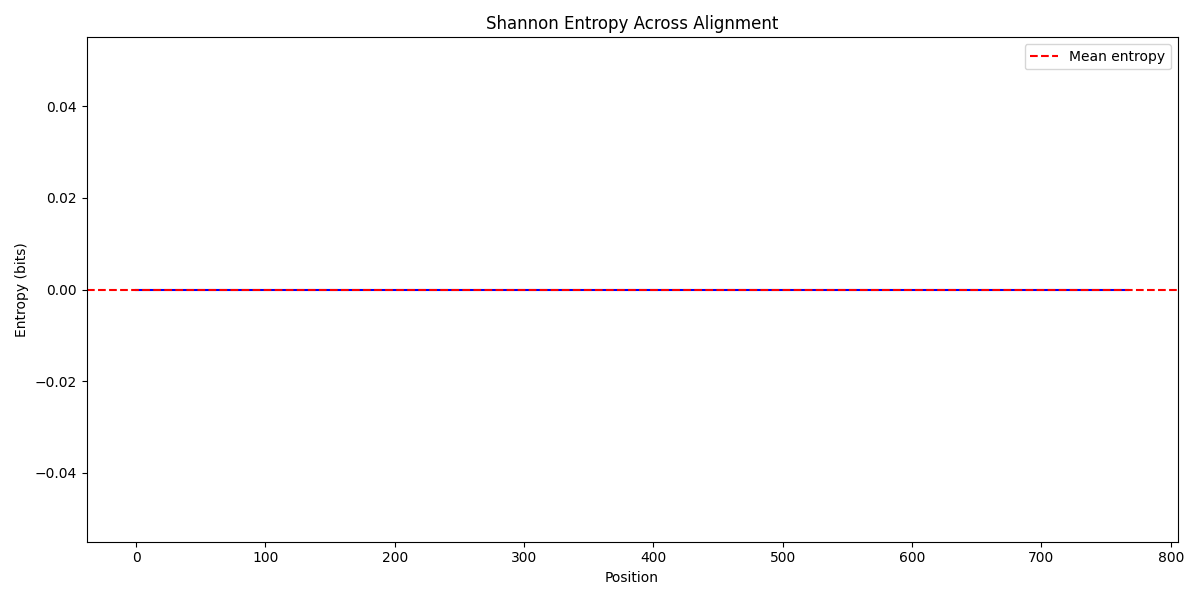 Shannon Entropy Across Alignment
Mean entropy
0.04
0.02
0.00
−0.02
−0.04
Entropy (bits)
0 100 200 300 400 500 600 700 800
Position